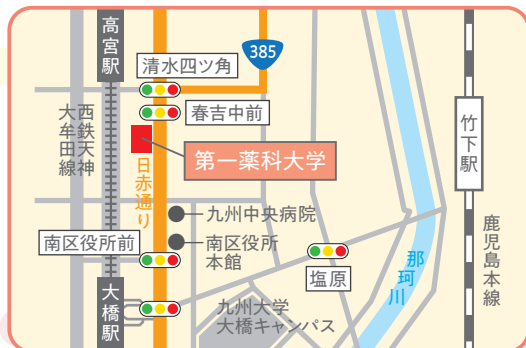 高宮駅
清水四ツ角
385
春吉中前
西鉄天神
大牟田線
第一薬科大学
日赤通り
竹下駅
九州中央病院
南区役所前
南区役所
本館
塩原
那珂川
鹿児島本線
大橋駅
九州大学
大橋キャンパス